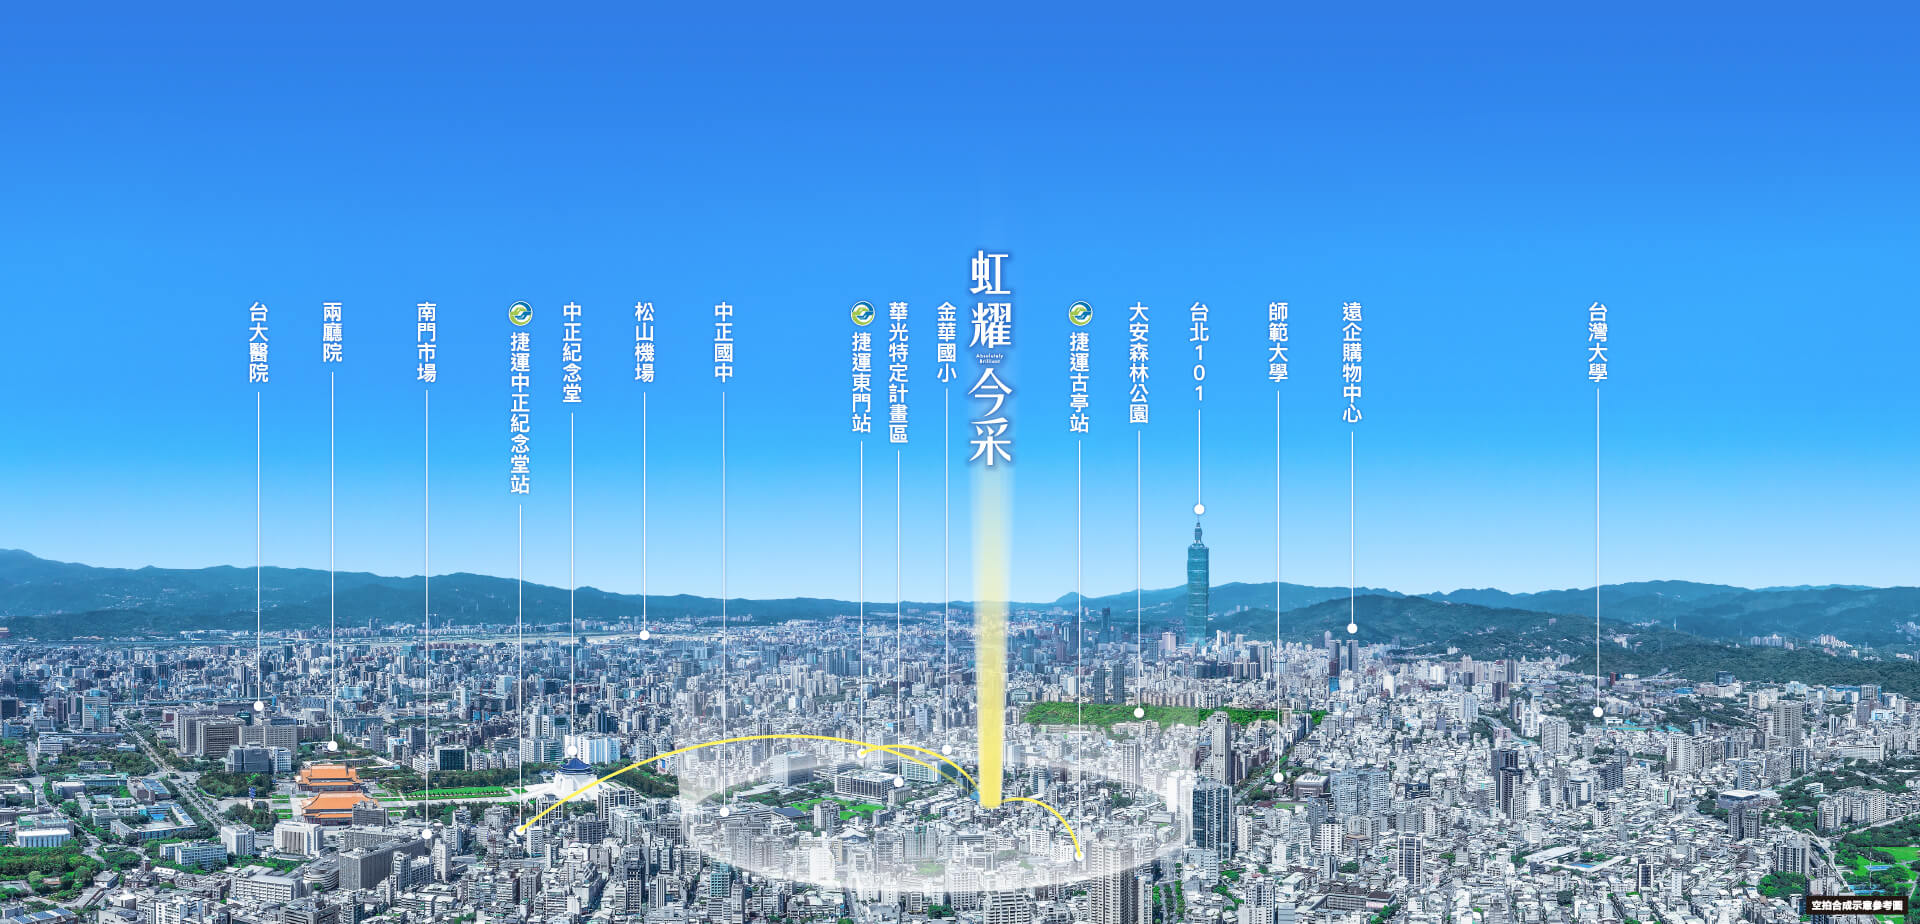 台大醫院
兩廳院
南門市場
捷運中正紀念堂站
中正紀念堂
松山機場
中正國中
捷運東門站
華光特定計畫區
金華國小
虹耀
Absolutely
Brilliant
今采
捷運古亭站
大安森林公園
台北101
師範大學
遠企購物中心
台灣大學
空拍合成示意參考圖